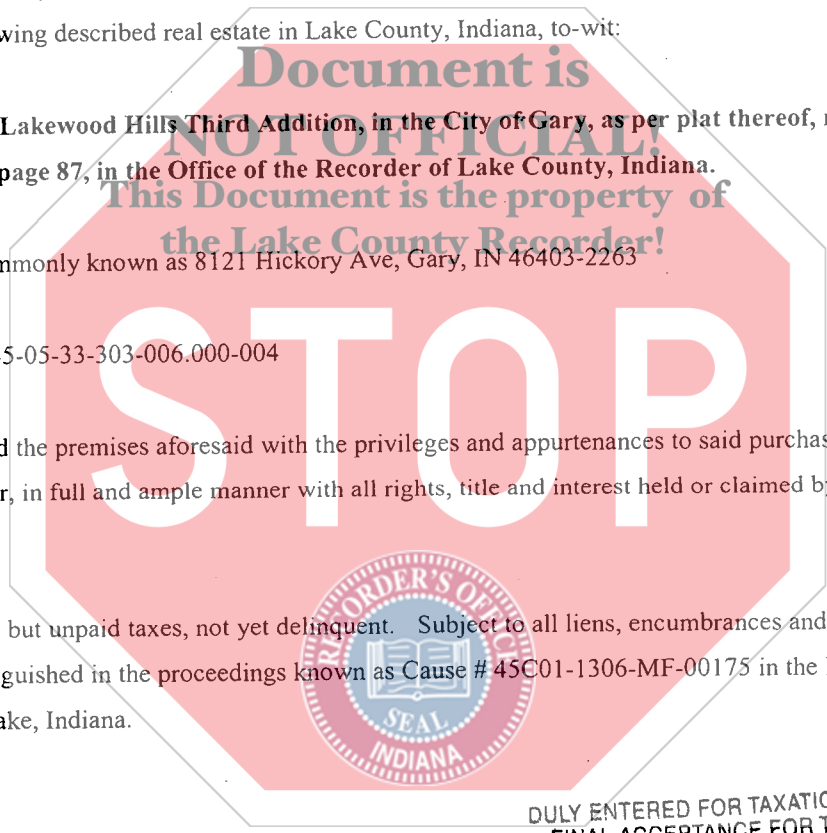 wing described real estate in Lake County, Indiana, to-wit:
Document is
NOT OFFICIAL!
Lakewood Hills Third Addition, in the City of Gary, as per plat thereof,
page 87, in the Office of the Recorder of Lake County, Indiana.
This Document is the property of
the Lake County Recorder!
mmonly known as 8121 Hickory Ave, Gary, IN 46403-2263
5-05-33-303-006.000-004
STOP
d the premises aforesaid with the privileges and appurtenances to said purchas
r, in full and ample manner with all rights, title and interest held or claimed b
RECORDER'S OFFICE
but unpaid taxes, not yet delinquent. Subject to all liens, encumbrances and
guished in the proceedings known as Cause # 45C01-1306-MF-00175 in the
ake, Indiana.
SEAL
INDIANA
DULY ENTERED FOR TAXATIO
FINAL ACCEPTANCE FOR T